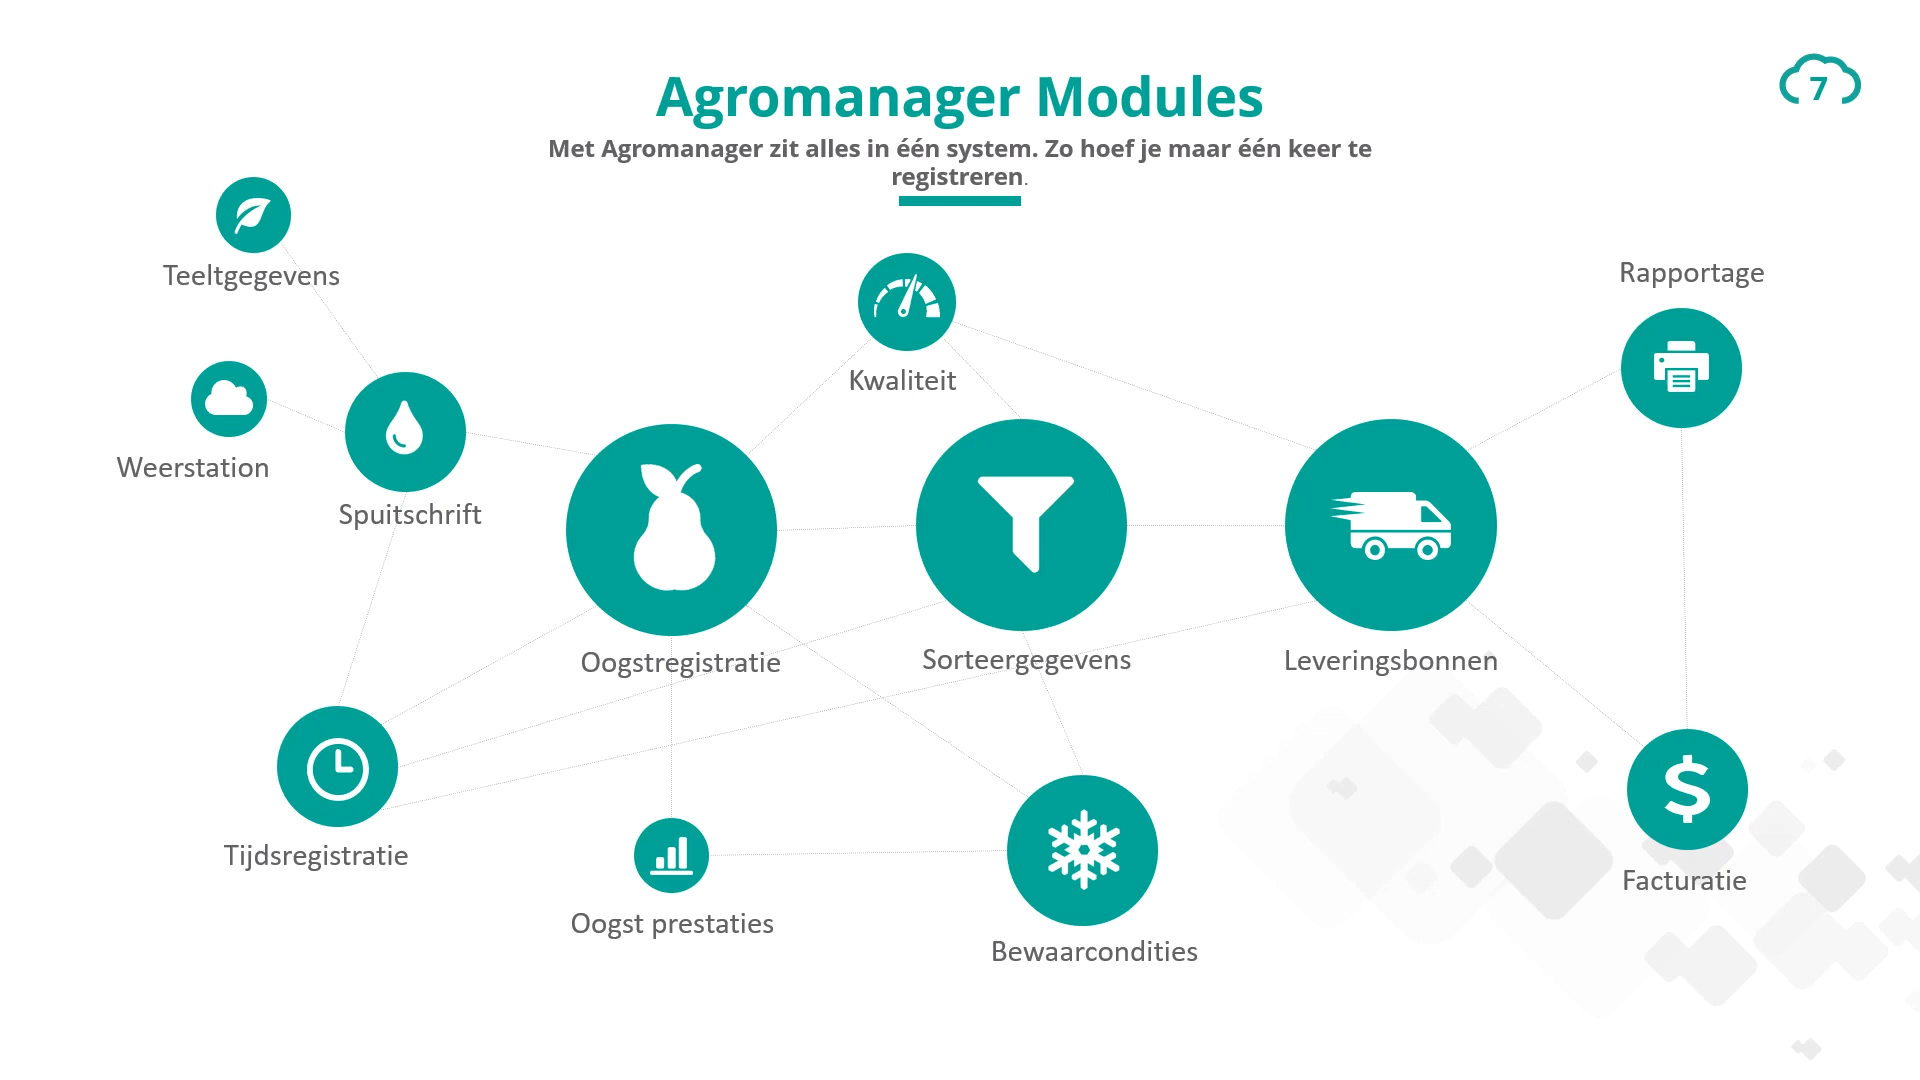 Agromanager Modules
7
Met Agromanager zit alles in één system. Zo hoef je maar één keer te
registreren.
Teeltgegevens
Rapportage
Kwaliteit
Weerstation
Spuitschrift
Oogstregistratie
Sorteergegevens
Leveringsbonnen
Tijdsregistratie
Facturatie
Oogst prestaties
Bewaarcondities